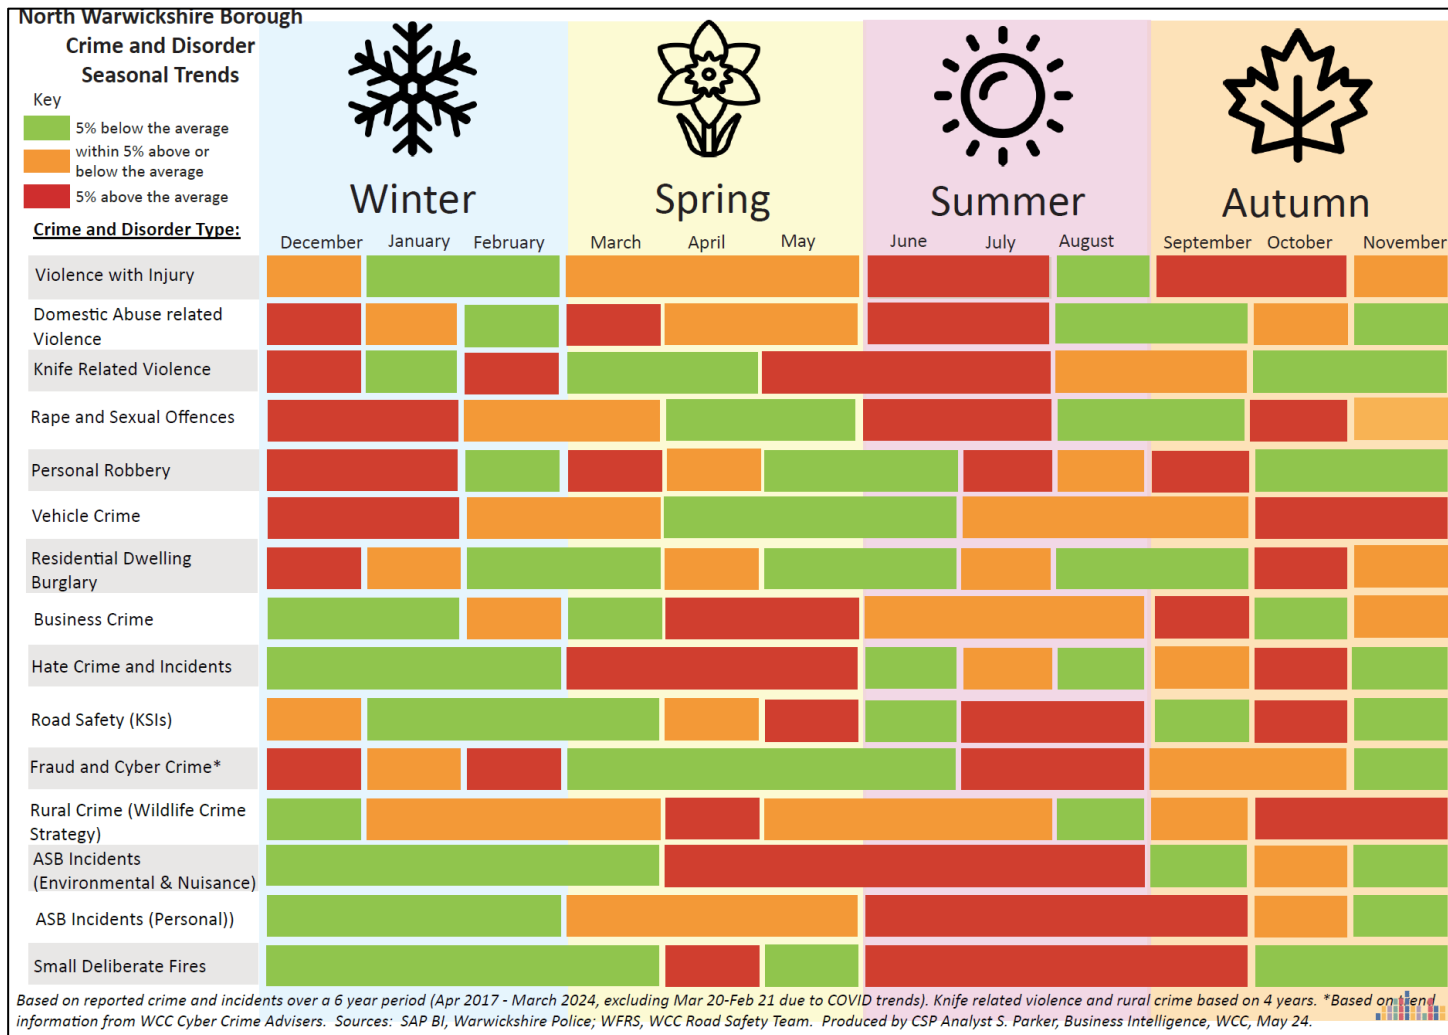 North Warwickshire Borough
Crime and Disorder
Seasonal Trends
Key
5% below the average
within 5% above or
below the average
5% above the average
Winter
Spring
Summer
Autumn
Crime and Disorder Type:
December January February March April May June July August September October November
Violence with Injury
Domestic Abuse related
Violence
Knife Related Violence
Rape and Sexual Offences
Personal Robbery
Vehicle Crime
Residential Dwelling
Burglary
Business Crime
Hate Crime and Incidents
Road Safety (KSIs)
Fraud and Cyber Crime*
Rural Crime (Wildlife Crime
Strategy)
ASB Incidents
(Environmental & Nuisance)
ASB Incidents (Personal))
Small Deliberate Fires
Based on reported crime and incidents over a 6 year period (Apr 2017 - March 2024, excluding Mar 20-Feb 21 due to COVID trends). Knife related violence and rural crime based on 4 years. *Based on trend
information from WCC Cyber Crime Advisers. Sources: SAP BI, Warwickshire Police; WFRS, WCC Road Safety Team. Produced by CSP Analyst S. Parker, Business Intelligence, WCC, May 24.